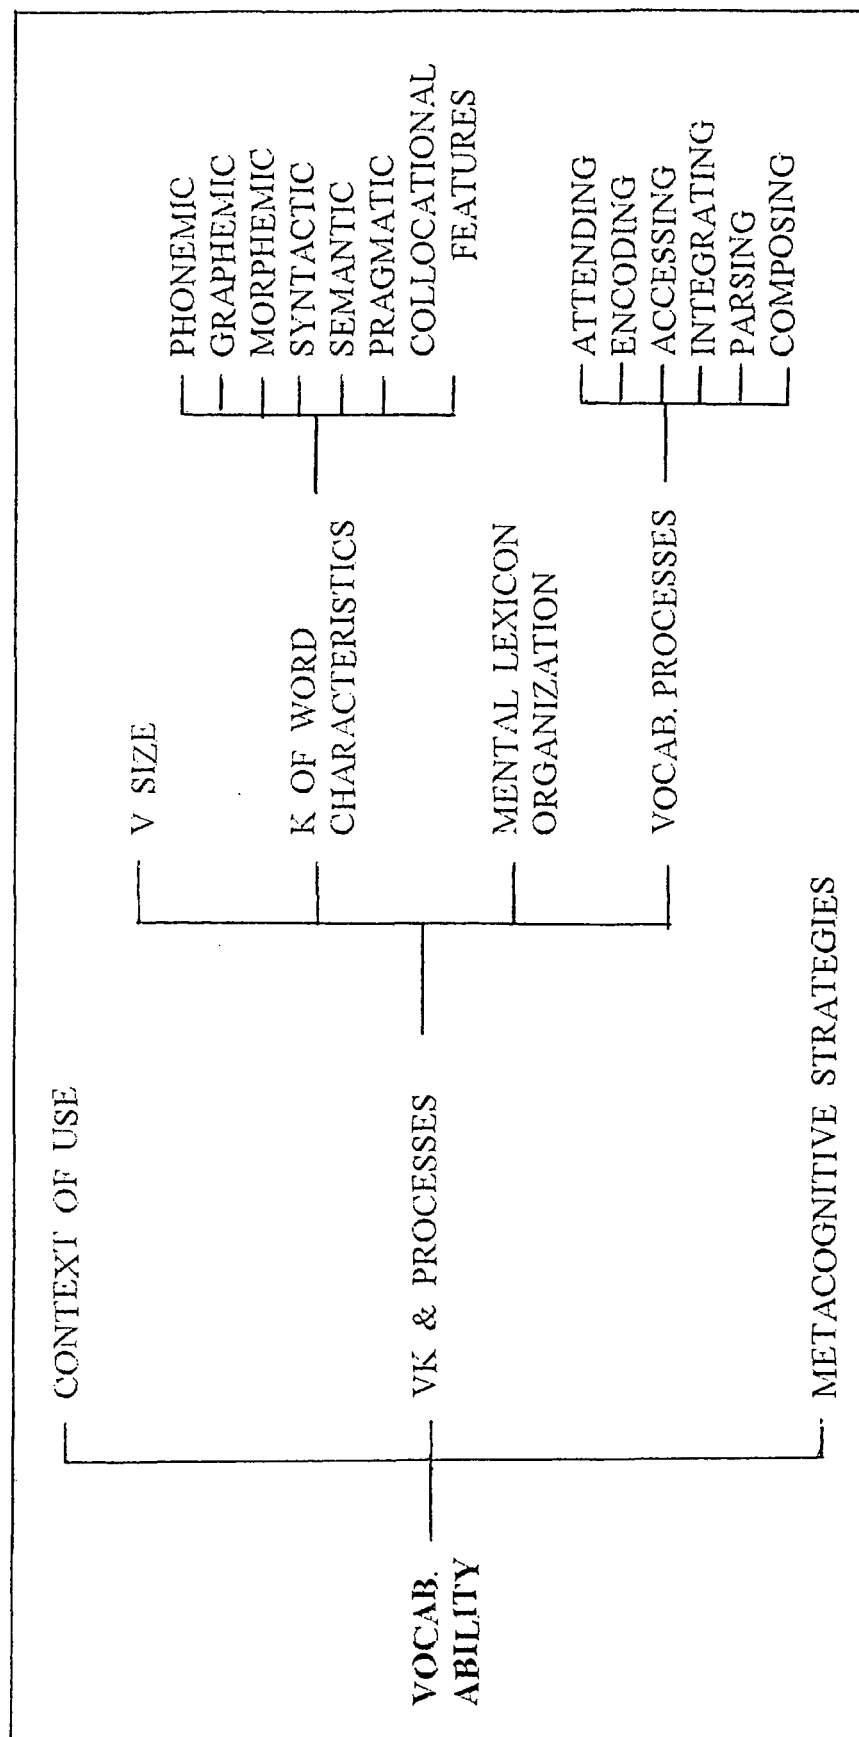 VOCAB.
ABILITY
CONTEXT OF USE
VK & PROCESSES
METACOGNITIVE STRATEGIES
V SIZE
K OF WORD
CHARACTERISTICS
MENTAL LEXICON
ORGANIZATION
VOCAB. PROCESSES
PHONEMIC
GRAPHEMIC
MORPHEMIC
SYNTACTIC
SEMANTIC
PRAGMATIC
COLLOCATIONAL
FEATURES
ATTENDING
ENCODING
ACCESSING
INTEGRATING
PARSING
COMPOSING